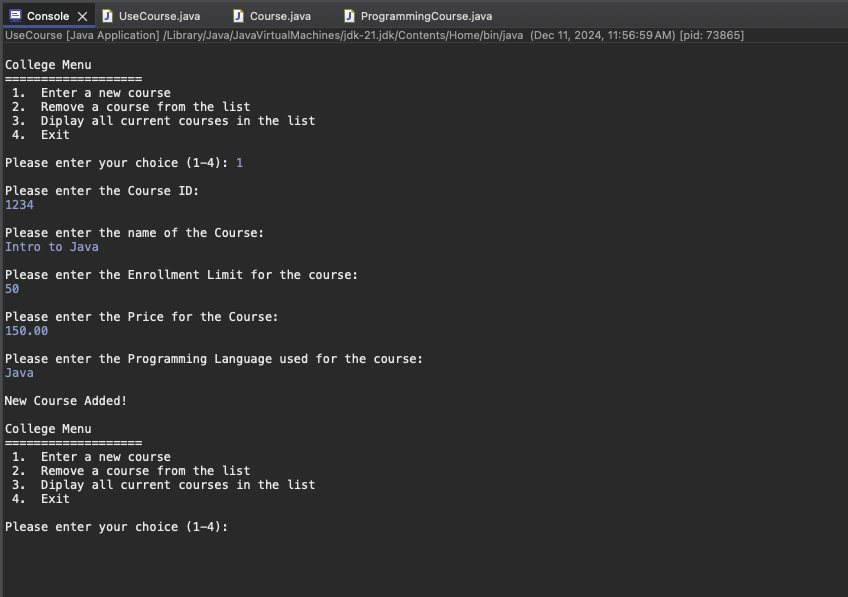 Console UseCourse.java Course.java ProgrammingCourse.java
UseCourse [Java Application] /Library/Java/JavaVirtualMachines/jdk-21.jdk/Contents/Home/bin/java (Dec 11, 2024, 11:56:59 AM) [pid: 73865]
College Menu
===================
1. Enter a new course
2. Remove a course from the list
3. Diplay all current courses in the list
4. Exit
Please enter your choice (1-4): 1
Please enter the Course ID:
1234
Please enter the name of the Course:
Intro to Java
Please enter the Enrollment Limit for the course:
50
Please enter the Price for the Course:
150.00
Please enter the Programming Language used for the course:
Java
New Course Added!
College Menu
===================
1. Enter a new course
2. Remove a course from the list
3. Diplay all current courses in the list
4. Exit
Please enter your choice (1-4):